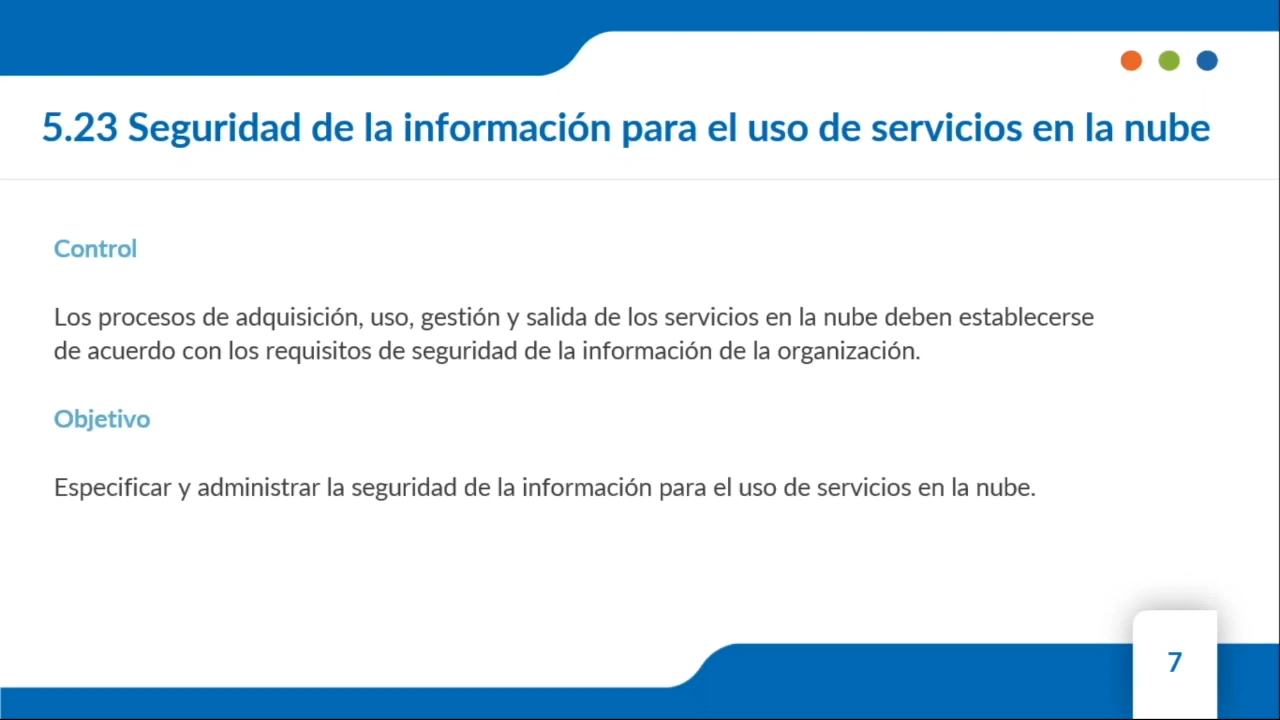 5.23 Seguridad de la información para el uso de servicios en la nube
Control
Los procesos de adquisición, uso, gestión y salida de los servicios en la nube deben establecerse
de acuerdo con los requisitos de seguridad de la información de la organización.
Objetivo
Especificar y administrar la seguridad de la información para el uso de servicios en la nube.
7